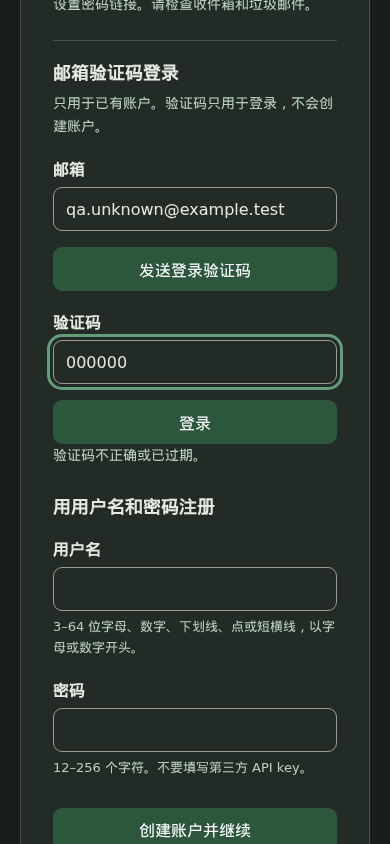 设置密码链接。请检查收件箱和垃圾邮件。
邮箱验证码登录
只用于已有账户。验证码只用于登录，不会创
建账户。
邮箱
qa.unknown@example.test
发送登录验证码
验证码
000000
登录
验证码不正确或已过期。
用用户名和密码注册
用户名
3–64 位字母、数字、下划线、点或短横线，以字
母或数字开头。
密码
12–256 个字符。不要填写第三方 API key。
创建账户并继续